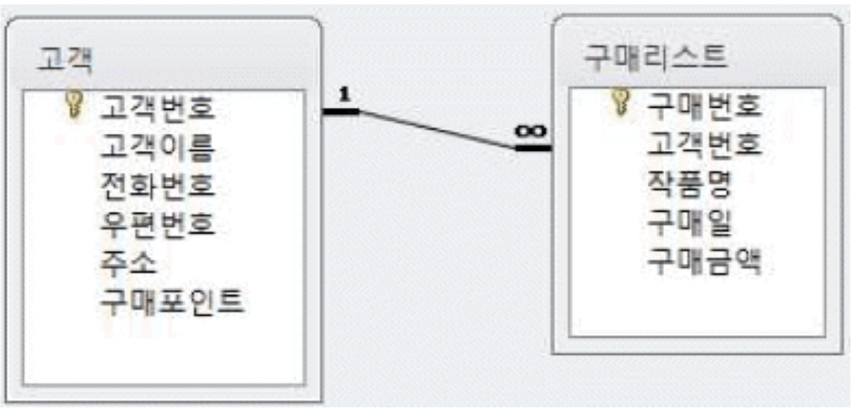 고객
고객번호
고객이름
전화번호
우편번호
주소
구매포인트
1
∞
구매리스트
구매번호
고객번호
작품명
구매일
구매금액